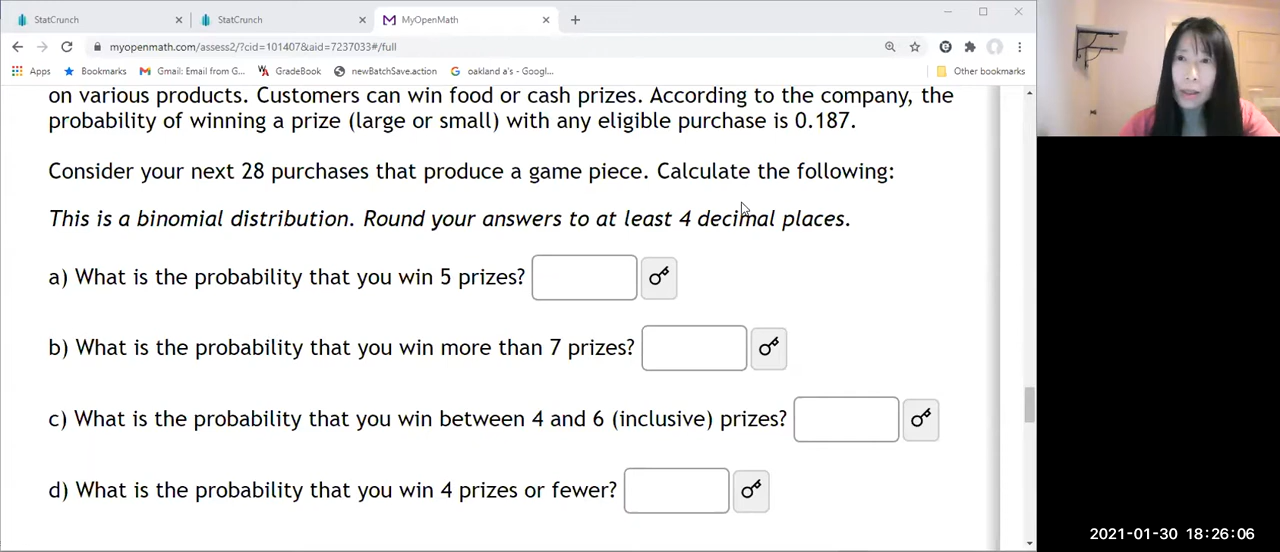 StatCrunch
StatCrunch
MyOpenMath
myopenmath.com/assess2/?cid=101407&aid=7237033#/full
Apps
Bookmarks
Gmail: Email from G...
GradeBook
newBatchSave.action
oakland a's - Googl...
Other bookmarks
on various products. Customers can win food or cash prizes. According to the company, the
probability of winning a prize (large or small) with any eligible purchase is 0.187.
Consider your next 28 purchases that produce a game piece. Calculate the following:
This is a binomial distribution. Round your answers to at least 4 decimal places.
a) What is the probability that you win 5 prizes?
b) What is the probability that you win more than 7 prizes?
c) What is the probability that you win between 4 and 6 (inclusive) prizes?
d) What is the probability that you win 4 prizes or fewer?
2021-01-30 18:26:06